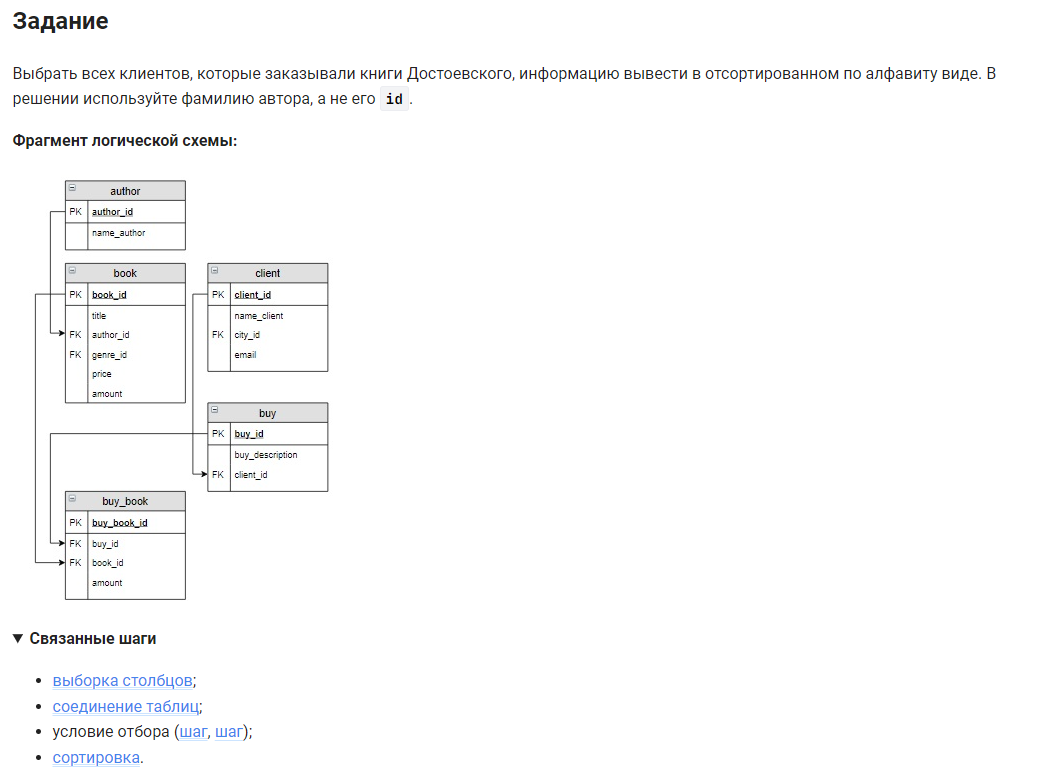 Задание
Выбрать всех клиентов, которые заказывали книги Достоевского, информацию вывести в отсортированном по алфавиту виде. В
решении используйте фамилию автора, а не его id .
Фрагмент логической схемы:
author
PK author_id
name_author
book
PK book_id
title
FK author_id
FK genre_id
price
amount
client
PK client_id
name_client
FK city_id
email
buy
PK buy_id
buy_description
FK client_id
buy_book
PK buy_book_id
FK buy_id
FK book_id
amount
▼ Связанные шаги
• выборка столбцов;
• соединение таблиц;
• условие отбора (шаг, шаг);
• сортировка.